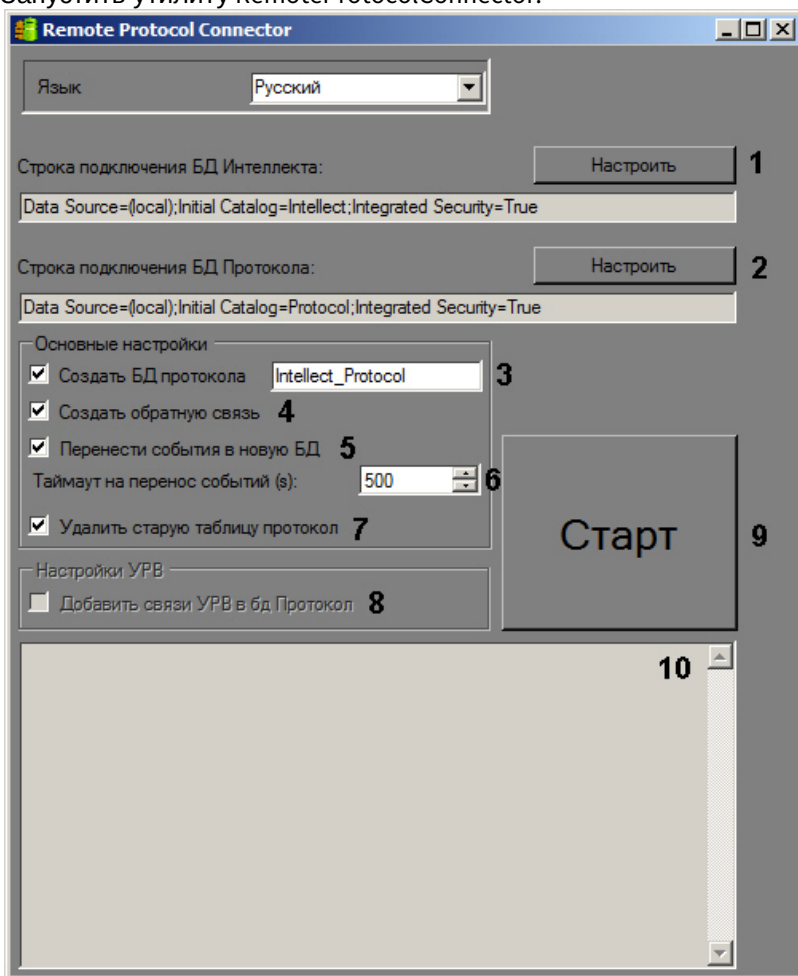 Запустить утилиту RemoteProtocolConnector.
Remote Protocol Connector
Язык Русский
Строка подключения БД Интеллекта: Настроить 1
Data Source=(local);Initial Catalog=Intellect;Integrated Security=True
Строка подключения БД Протокола: Настроить 2
Data Source=(local);Initial Catalog=Protocol;Integrated Security=True
Основные настройки
Создать БД протокола Intellect_Protocol 3
Создать обратную связь 4
Перенести события в новую БД 5
Таймаут на перенос событий (s): 500 6
Удалить старую таблицу протокол 7
Старт 9
Настройки УРВ
Добавить связи УРВ в бд Протокол 8
10